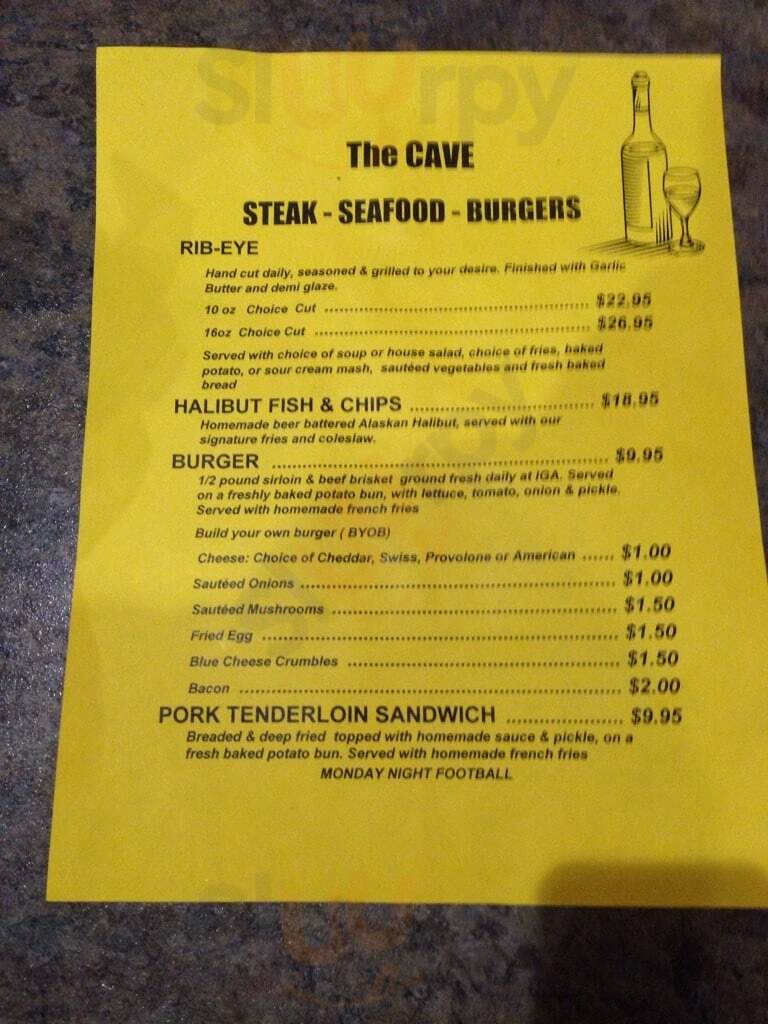 Sluurpy
The CAVE
STEAK - SEAFOOD - BURGERS
RIB-EYE
Hand cut daily, seasoned & grilled to your desire. Finished with Garlic
Butter and demi glaze.
10 oz Choice Cut ........................................................ $22.95
16oz Choice Cut ........................................................ $26.95
Served with choice of soup or house salad, choice of fries, baked
potato, or sour cream mash, sautéed vegetables and fresh baked
bread
HALIBUT FISH & CHIPS ..................................... $18.95
Homemade beer battered Alaskan Halibut, served with our
signature fries and coleslaw.
BURGER ................................................................ $9.95
1/2 pound sirloin & beef brisket ground fresh daily at IGA. Served
on a freshly baked potato bun, with lettuce, tomato, onion & pickle.
Served with homemade french fries
Build your own burger ( BYOB)
Cheese: Choice of Cheddar, Swiss, Provolone or American ...... $1.00
Sautéed Onions ............................................................ $1.00
Sautéed Mushrooms ...................................................... $1.50
Fried Egg .................................................................... $1.50
Blue Cheese Crumbles ................................................... $1.50
Bacon ......................................................................... $2.00
PORK TENDERLOIN SANDWICH ....................... $9.95
Breaded & deep fried topped with homemade sauce & pickle, on a
fresh baked potato bun. Served with homemade french fries
MONDAY NIGHT FOOTBALL